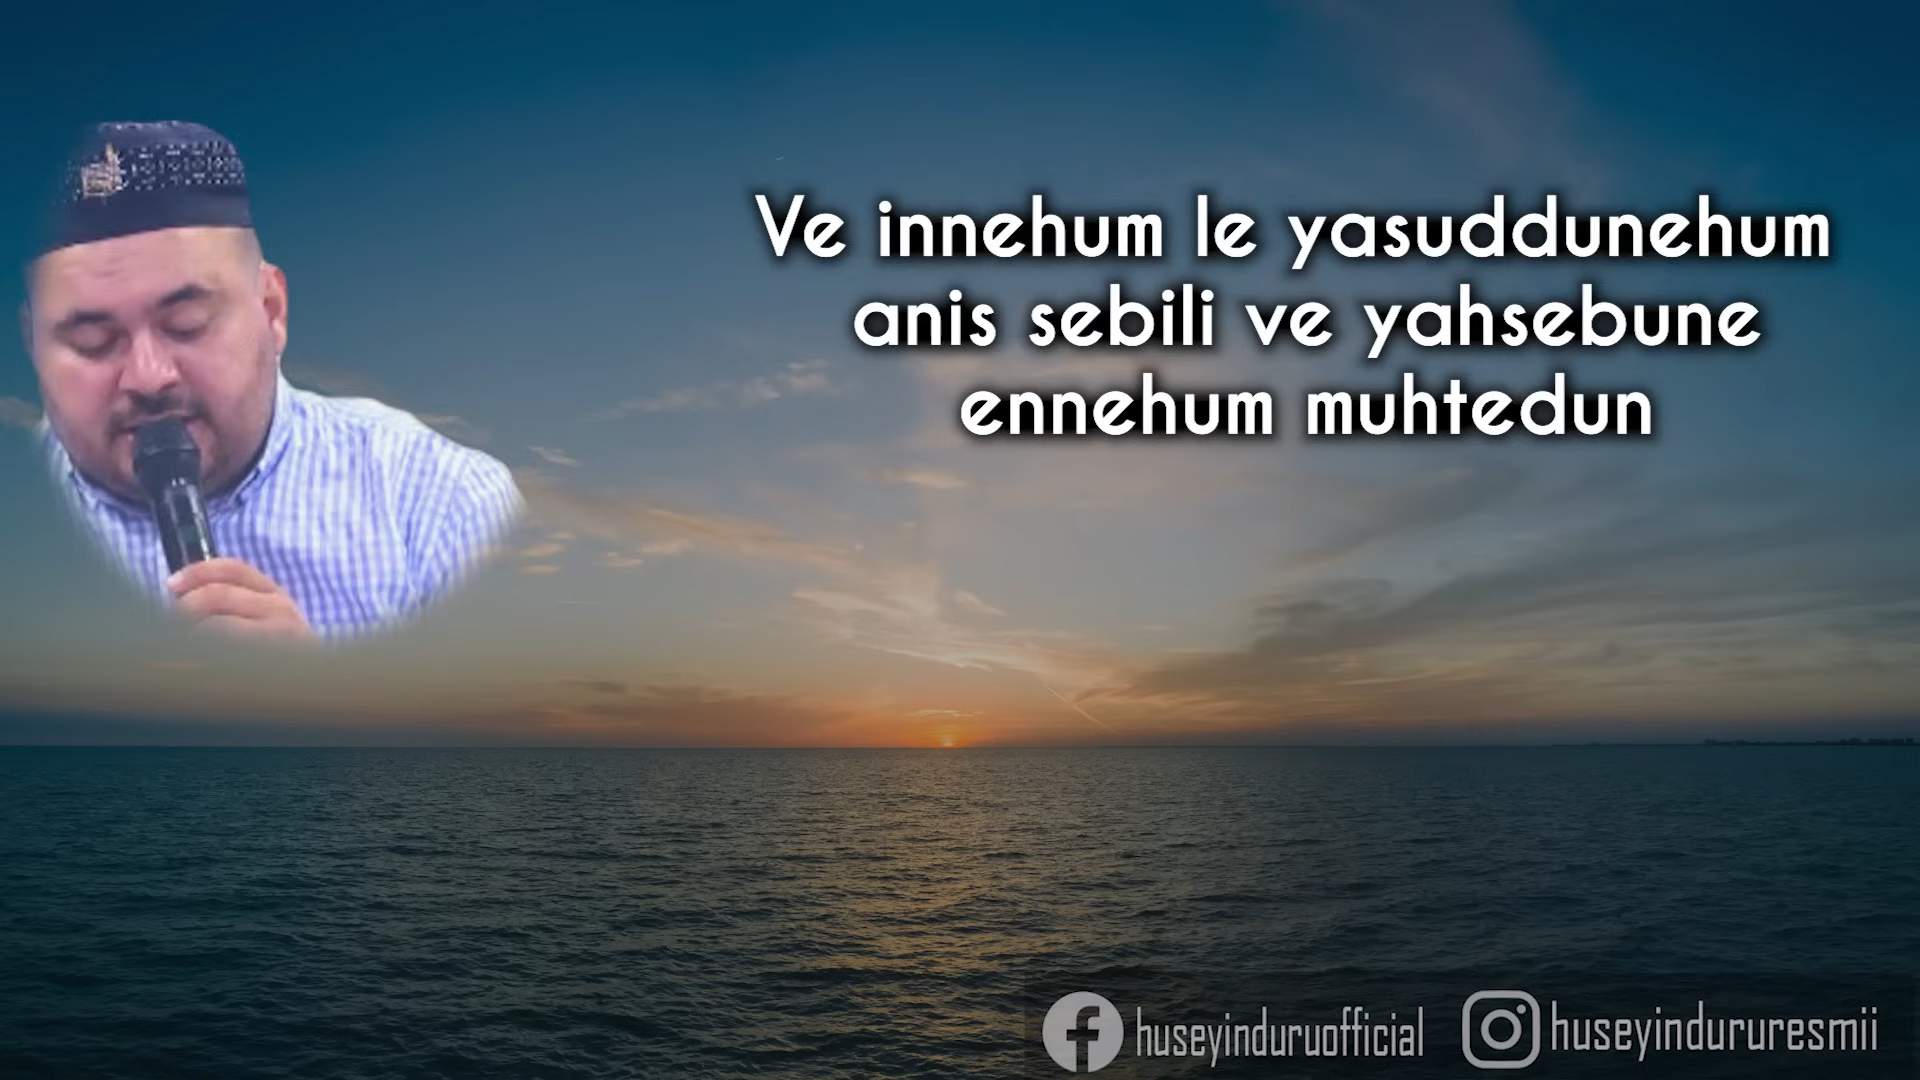 Ve innehum le yasuddunehum
anis sebili ve yahsebune
ennehum muhtedun
huseyinduruofficial
huseyindururesmii